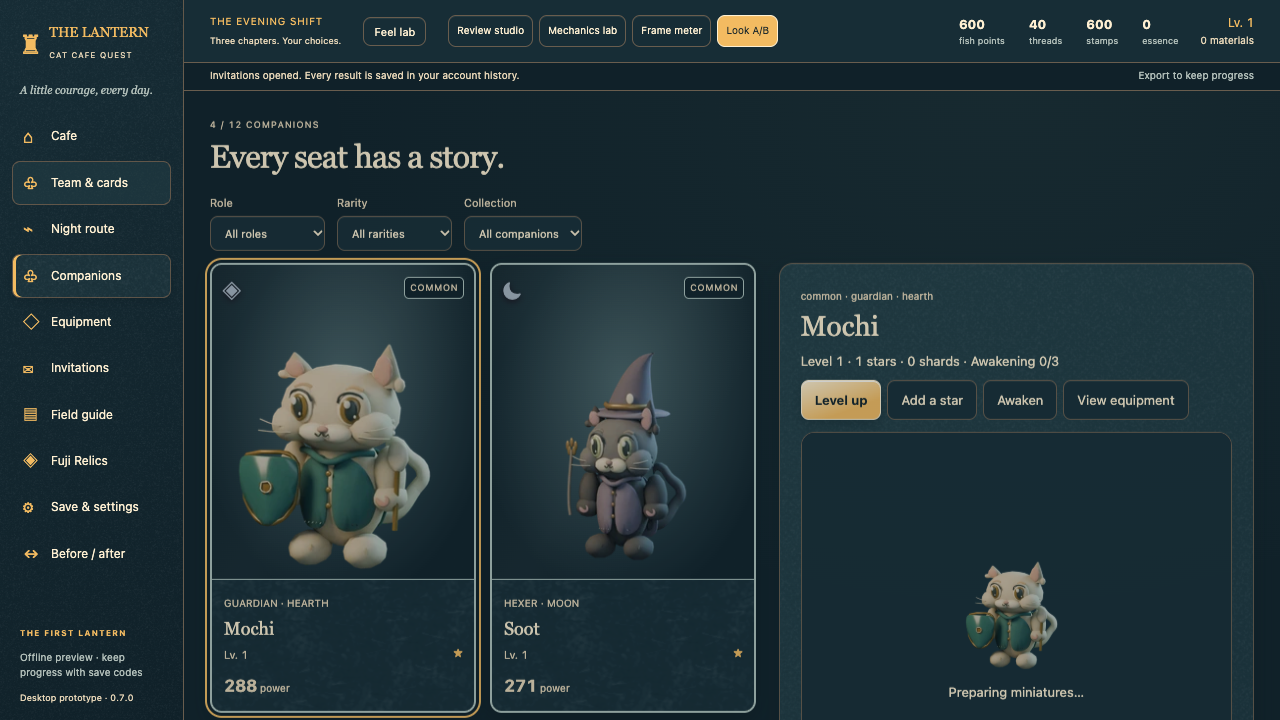 THE LANTERN
CAT CAFE QUEST
A little courage, every day.
Cafe
Team & cards
Night route
Companions
Equipment
Invitations
Field guide
Fuji Relics
Save & settings
Before / after
THE FIRST LANTERN
Offline preview · keep
progress with save codes
Desktop prototype · 0.7.0
THE EVENING SHIFT
Three chapters. Your choices.
Feel lab
Review studio
Mechanics lab
Frame meter
Look A/B
600
fish points
40
threads
600
stamps
0
essence
Lv. 1
0 materials
Invitations opened. Every result is saved in your account history.
Export to keep progress
4 / 12 COMPANIONS
Every seat has a story.
Role
Rarity
Collection
All roles
All rarities
All companions
COMMON
GUARDIAN · HEARTH
Mochi
Lv. 1
288 power
COMMON
HEXER · MOON
Soot
Lv. 1
271 power
common · guardian · hearth
Mochi
Level 1 · 1 stars · 0 shards · Awakening 0/3
Level up
Add a star
Awaken
View equipment
Preparing miniatures…